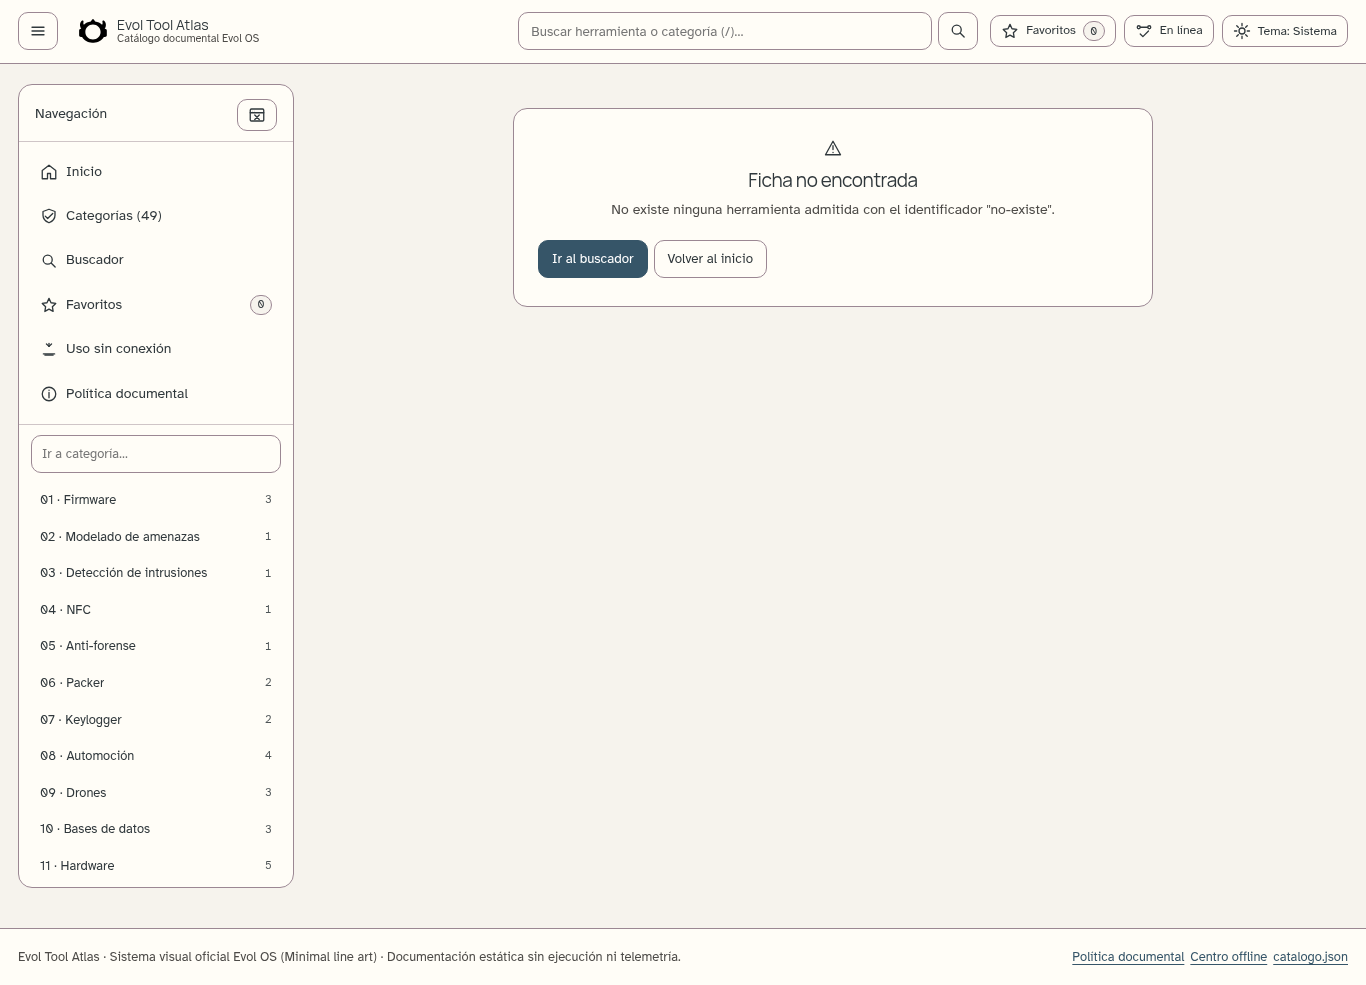 Evol Tool Atlas
Catálogo documental Evol OS
Buscar herramienta o categoría (/)...
Favoritos 0
En línea
Tema: Sistema
Navegación
Inicio
Categorías (49)
Buscador
Favoritos 0
Uso sin conexión
Política documental
Ir a categoría...
01 · Firmware 3
02 · Modelado de amenazas 1
03 · Detección de intrusiones 1
04 · NFC 1
05 · Anti-forense 1
06 · Packer 2
07 · Keylogger 2
08 · Automoción 4
09 · Drones 3
10 · Bases de datos 3
11 · Hardware 5
Ficha no encontrada
No existe ninguna herramienta admitida con el identificador "no-existe".
Ir al buscador
Volver al inicio
Evol Tool Atlas · Sistema visual oficial Evol OS (Minimal line art) · Documentación estática sin ejecución ni telemetría.
Política documental Centro offline catalogo.json